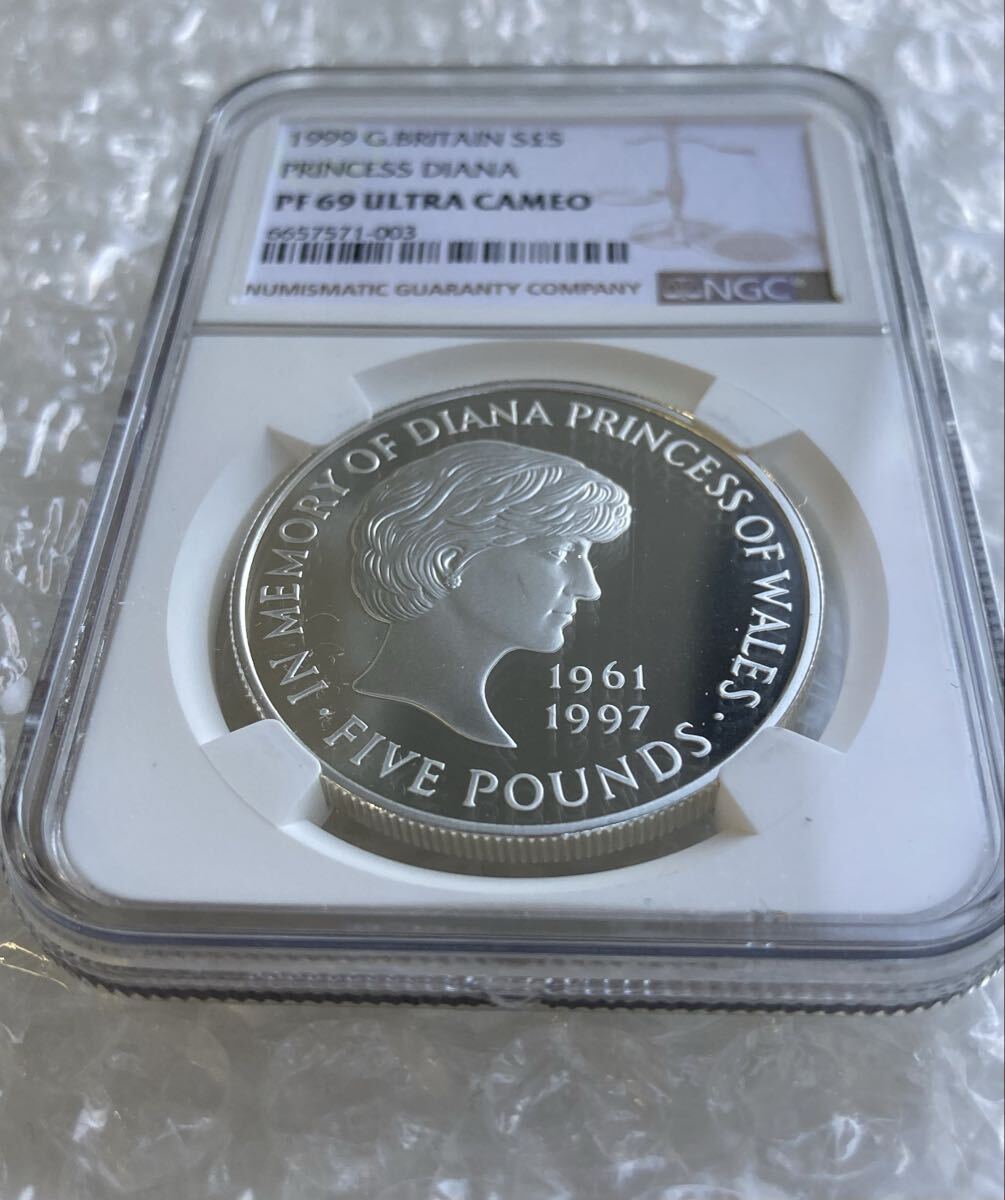 1999 G.BRITAIN S£5
PRINCESS DIANA
PF 69 ULTRA CAMEO
6657571-003
NUMISMATIC GUARANTY COMPANY
NGC
IN MEMORY OF DIANA PRINCESS OF WALES
1961
1997
FIVE POUNDS